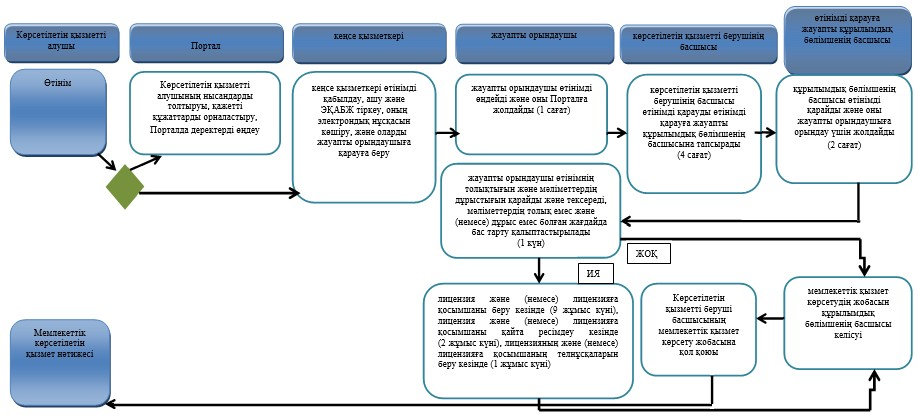 Көрсетілетін қызметті
алушы
Портал
кеңсе қызметкері
жауапты орындаушы
көрсетілетін қызметті берушінің
басшысы
өтінімді қарауға
жауапты құрылымдық
бөлімшенің басшысы
Өтінім
Көрсетілетін қызметті
алушының нысандарды
толтыруы, қажетті
құжаттарды орналастыру,
Порталда деректерді өңдеу
кеңсе қызметкері өтінімді
қабылдау, ашу және
ЭҚАБЖ тіркеу, оның
электрондық нұсқасын
көшіру, және оларды
жауапты орындаушыға
қарауға беру
жауапты орындаушы өтінімді
өңдейді және оны Порталға
жолдайды (1 сағат)
көрсетілетін қызметті
берушінің басшысы
өтінімді қарауды өтінімді
қарауға жауапты
құрылымдық бөлімшенің
басшысына тапсырады
(4 сағат)
құрылымдық бөлімшенің
басшысы өтінімді
қарайды және оны
жауапты орындаушыға
орындау үшін жолдайды
(2 сағат)
жауапты орындаушы өтінімнің
толықтығын және мәліметтердің
дұрыстығын қарайды және тексереді,
мәліметтердің толық емес және
(немесе) дұрыс емес болған жағдайда
бас тарту қалыптастырылады
(1 күн)
ЖОҚ
ИЯ
лицензия және (немесе) лицензияға
қосымшаны беру кезінде (9 жұмыс күні),
лицензия және (немесе) лицензияға
қосымшаны қайта ресімдеу кезінде
(2 жұмыс күні), лицензияның және (немесе)
лицензияға қосымшаның телнұсқаларын
беру кезінде (1 жұмыс күні)
Көрсетілетін
қызметті беруші
басшысының
мемлекеттік қызмет
көрсету жобасына
қол қоюы
мемлекеттік қызмет
көрсетудің жобасын
құрылымдық
бөлімшенің басшысы
келісуі
Мемлекеттік
көрсетілетін
қызмет нәтижесі